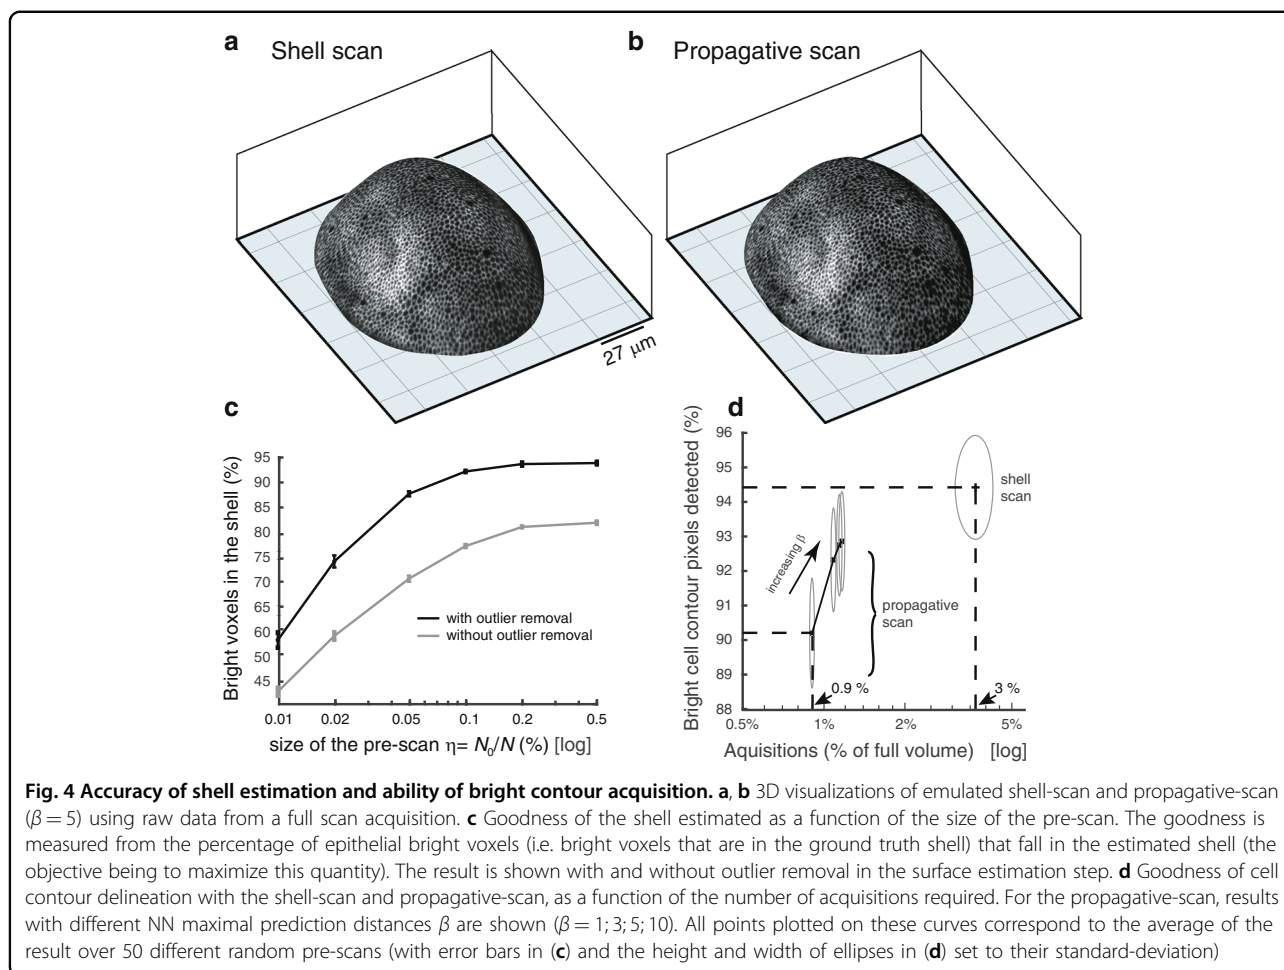 a Shell scan
b Propagative scan
27 μm
c
Bright voxels in the shell (%)
95
90
85
80
75
70
65
60
50
45
with outlier removal
without outlier removal
0.01 0.02 0.05 0.1 0.2 0.5
size of the pre-scan η= N₀/N (%) [log]
d
Bright cell contour pixels detected (%)
96
95
94
93
92
91
90
89
88
shell
scan
increasing β
propagative
scan
0.9 %
3 %
0.5% 1% 2% 5%
Aquisitions (% of full volume) [log]
Fig. 4 Accuracy of shell estimation and ability of bright contour acquisition. a, b 3D visualizations of emulated shell-scan and propagative-scan
(β = 5) using raw data from a full scan acquisition. c Goodness of the shell estimated as a function of the size of the pre-scan. The goodness is
measured from the percentage of epithelial bright voxels (i.e. bright voxels that are in the ground truth shell) that fall in the estimated shell (the
objective being to maximize this quantity). The result is shown with and without outlier removal in the surface estimation step. d Goodness of cell
contour delineation with the shell-scan and propagative-scan, as a function of the number of acquisitions required. For the propagative-scan, results
with different NN maximal prediction distances β are shown (β = 1; 3; 5; 10). All points plotted on these curves correspond to the average of the
result over 50 different random pre-scans (with error bars in (c) and the height and width of ellipses in (d) set to their standard-deviation)